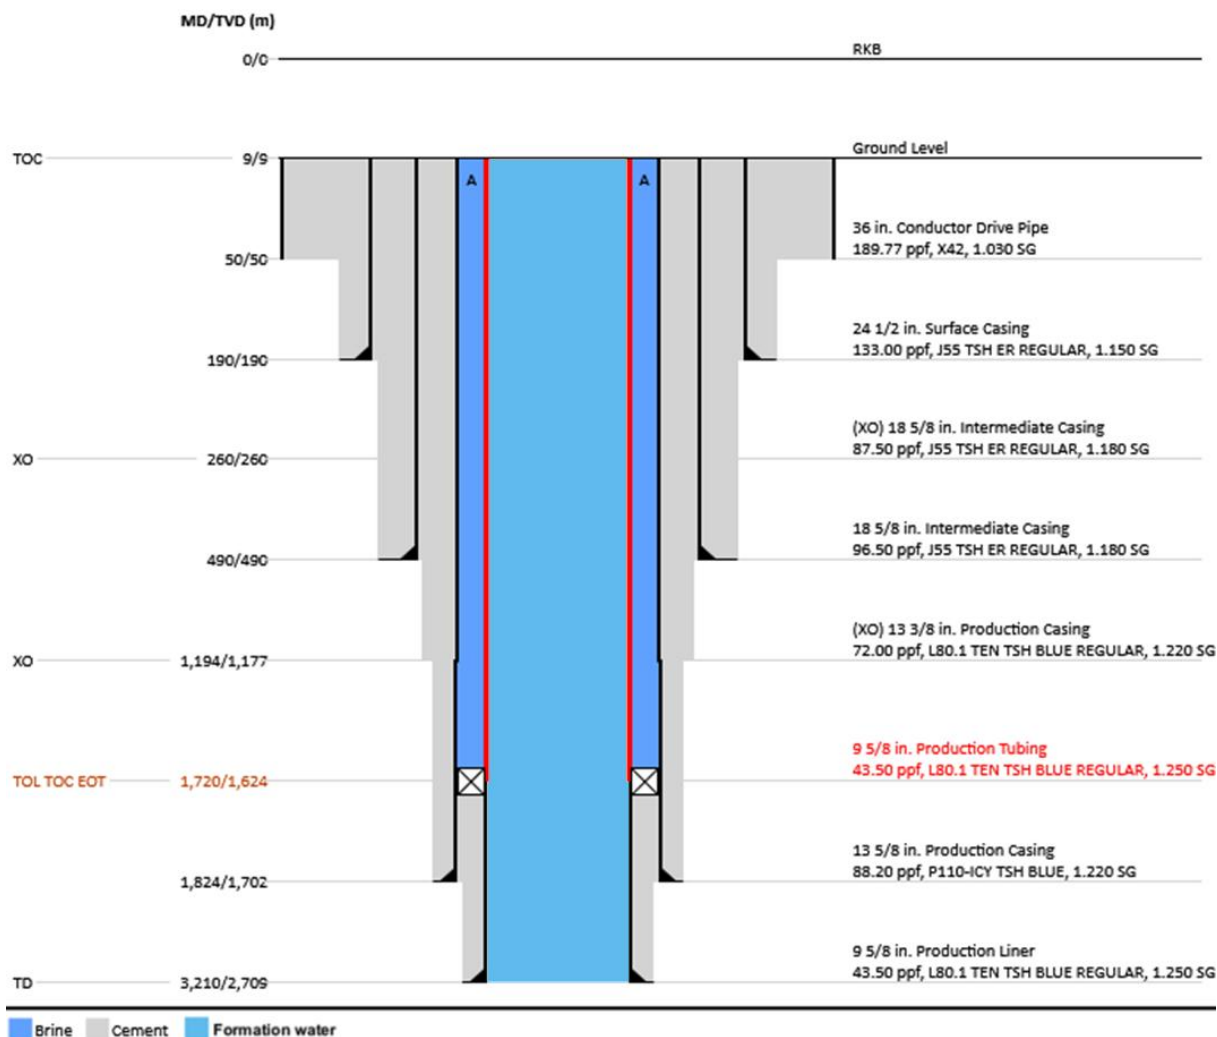 MD/TVD (m)
RKB
0/0
Ground Level
TOC 9/9
A A
36 in. Conductor Drive Pipe
189.77 ppf, X42, 1.030 SG
50/50
24 1/2 in. Surface Casing
133.00 ppf, J55 TSH ER REGULAR, 1.150 SG
190/190
(XO) 18 5/8 in. Intermediate Casing
87.50 ppf, J55 TSH ER REGULAR, 1.180 SG
XO 260/260
18 5/8 in. Intermediate Casing
96.50 ppf, J55 TSH ER REGULAR, 1.180 SG
490/490
(XO) 13 3/8 in. Production Casing
72.00 ppf, L80.1 TEN TSH BLUE REGULAR, 1.220 SG
XO 1,194/1,177
9 5/8 in. Production Tubing
43.50 ppf, L80.1 TEN TSH BLUE REGULAR, 1.250 SG
TOL TOC EOT 1,720/1,624
13 5/8 in. Production Casing
88.20 ppf, P110-ICY TSH BLUE, 1.220 SG
1,824/1,702
9 5/8 in. Production Liner
43.50 ppf, L80.1 TEN TSH BLUE REGULAR, 1.250 SG
TD 3,210/2,709
Brine Cement Formation water